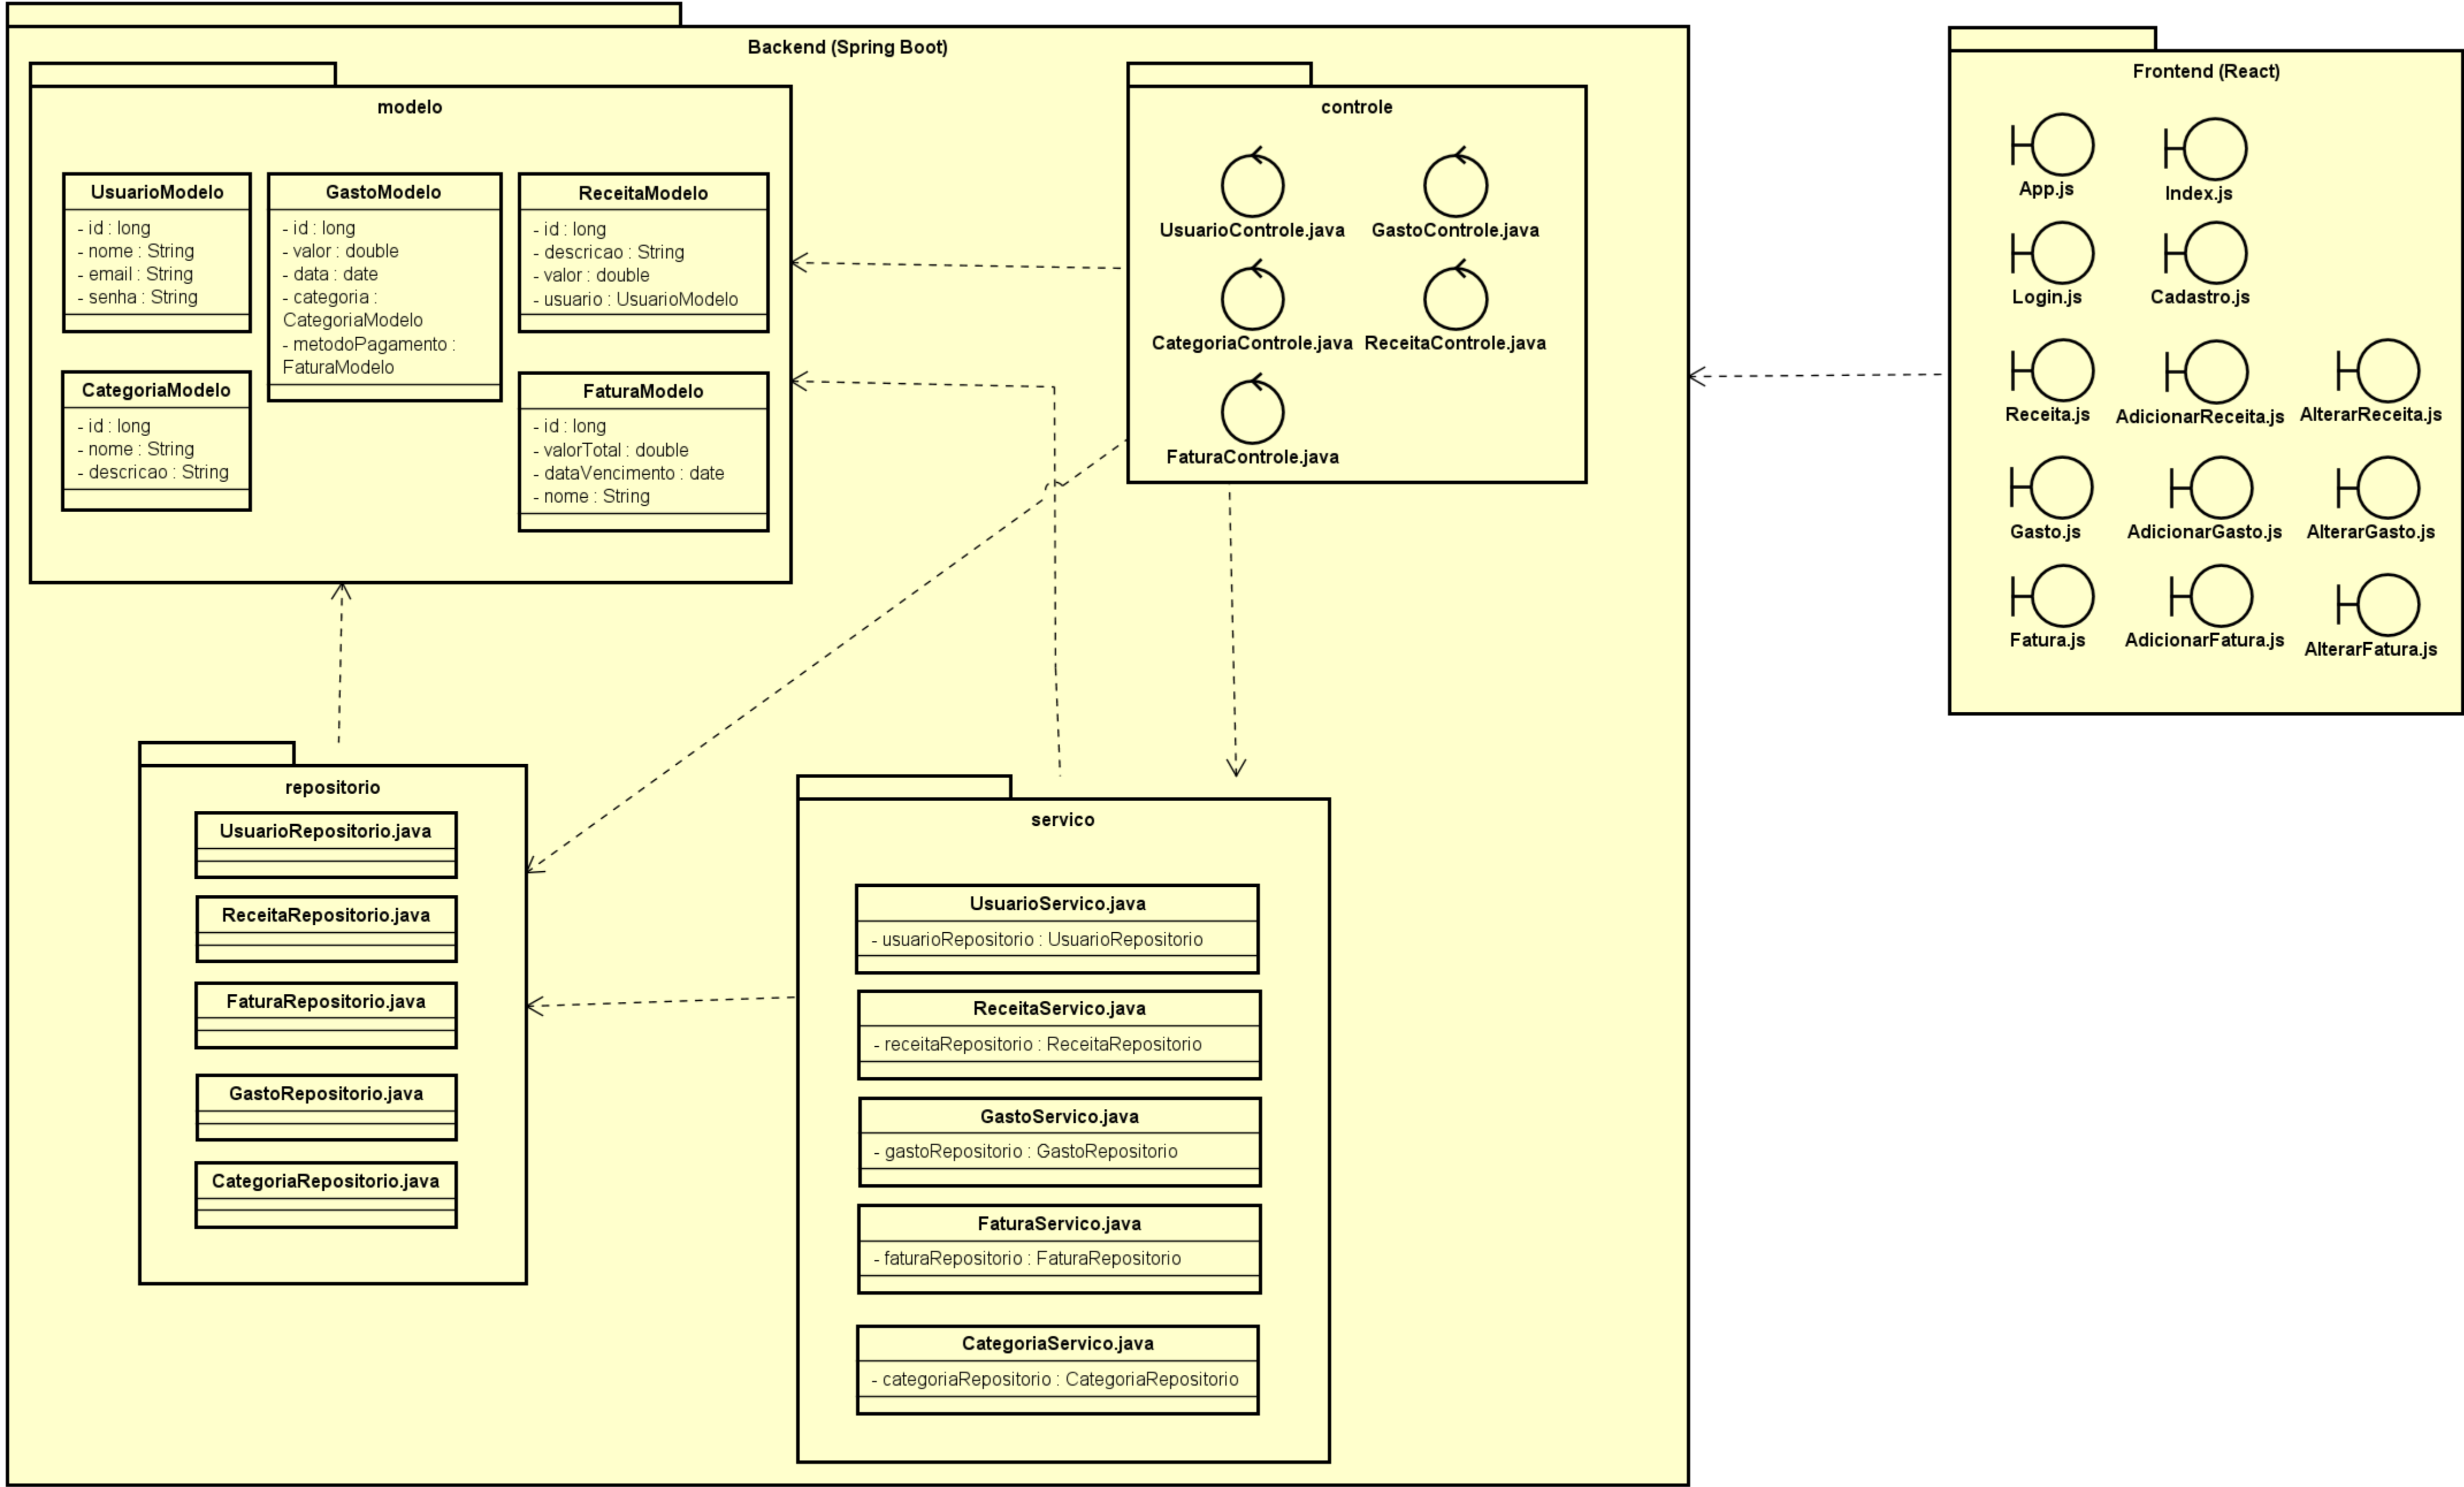 Backend (Spring Boot)
modelo
UsuarioModelo
- id : long
- nome : String
- email : String
- senha : String
GastoModelo
- id : long
- valor : double
- data : date
- categoria :
CategoriaModelo
- metodoPagamento :
FaturaModelo
ReceitaModelo
- id : long
- descricao : String
- valor : double
- usuario : UsuarioModelo
CategoriaModelo
- id : long
- nome : String
- descricao : String
FaturaModelo
- id : long
- valorTotal : double
- dataVencimento : date
- nome : String
controle
UsuarioControle.java
GastoControle.java
CategoriaControle.java
ReceitaControle.java
FaturaControle.java
repositorio
UsuarioRepositorio.java
ReceitaRepositorio.java
FaturaRepositorio.java
GastoRepositorio.java
CategoriaRepositorio.java
servico
UsuarioServico.java
- usuarioRepositorio : UsuarioRepositorio
ReceitaServico.java
- receitaRepositorio : ReceitaRepositorio
GastoServico.java
- gastoRepositorio : GastoRepositorio
FaturaServico.java
- faturaRepositorio : FaturaRepositorio
CategoriaServico.java
- categoriaRepositorio : CategoriaRepositorio
Frontend (React)
App.js
Index.js
Login.js
Cadastro.js
Receita.js
AdicionarReceita.js
AlterarReceita.js
Gasto.js
AdicionarGasto.js
AlterarGasto.js
Fatura.js
AdicionarFatura.js
AlterarFatura.js